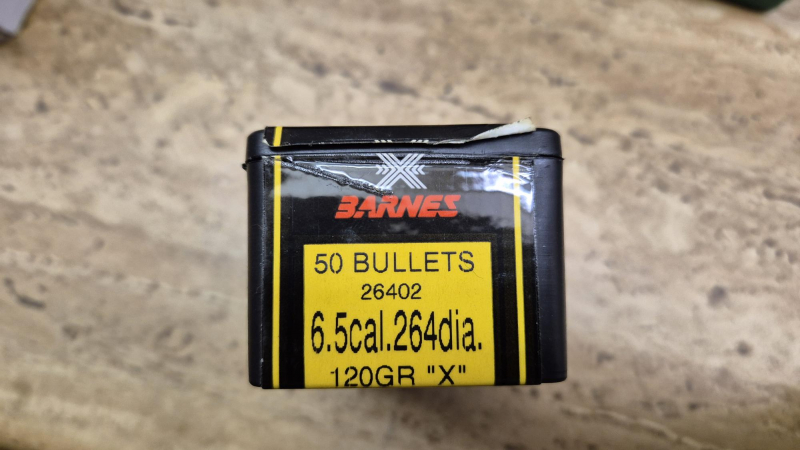 X
BARNES
50 BULLETS
26402
6.5cal.264dia.
120GR "X"